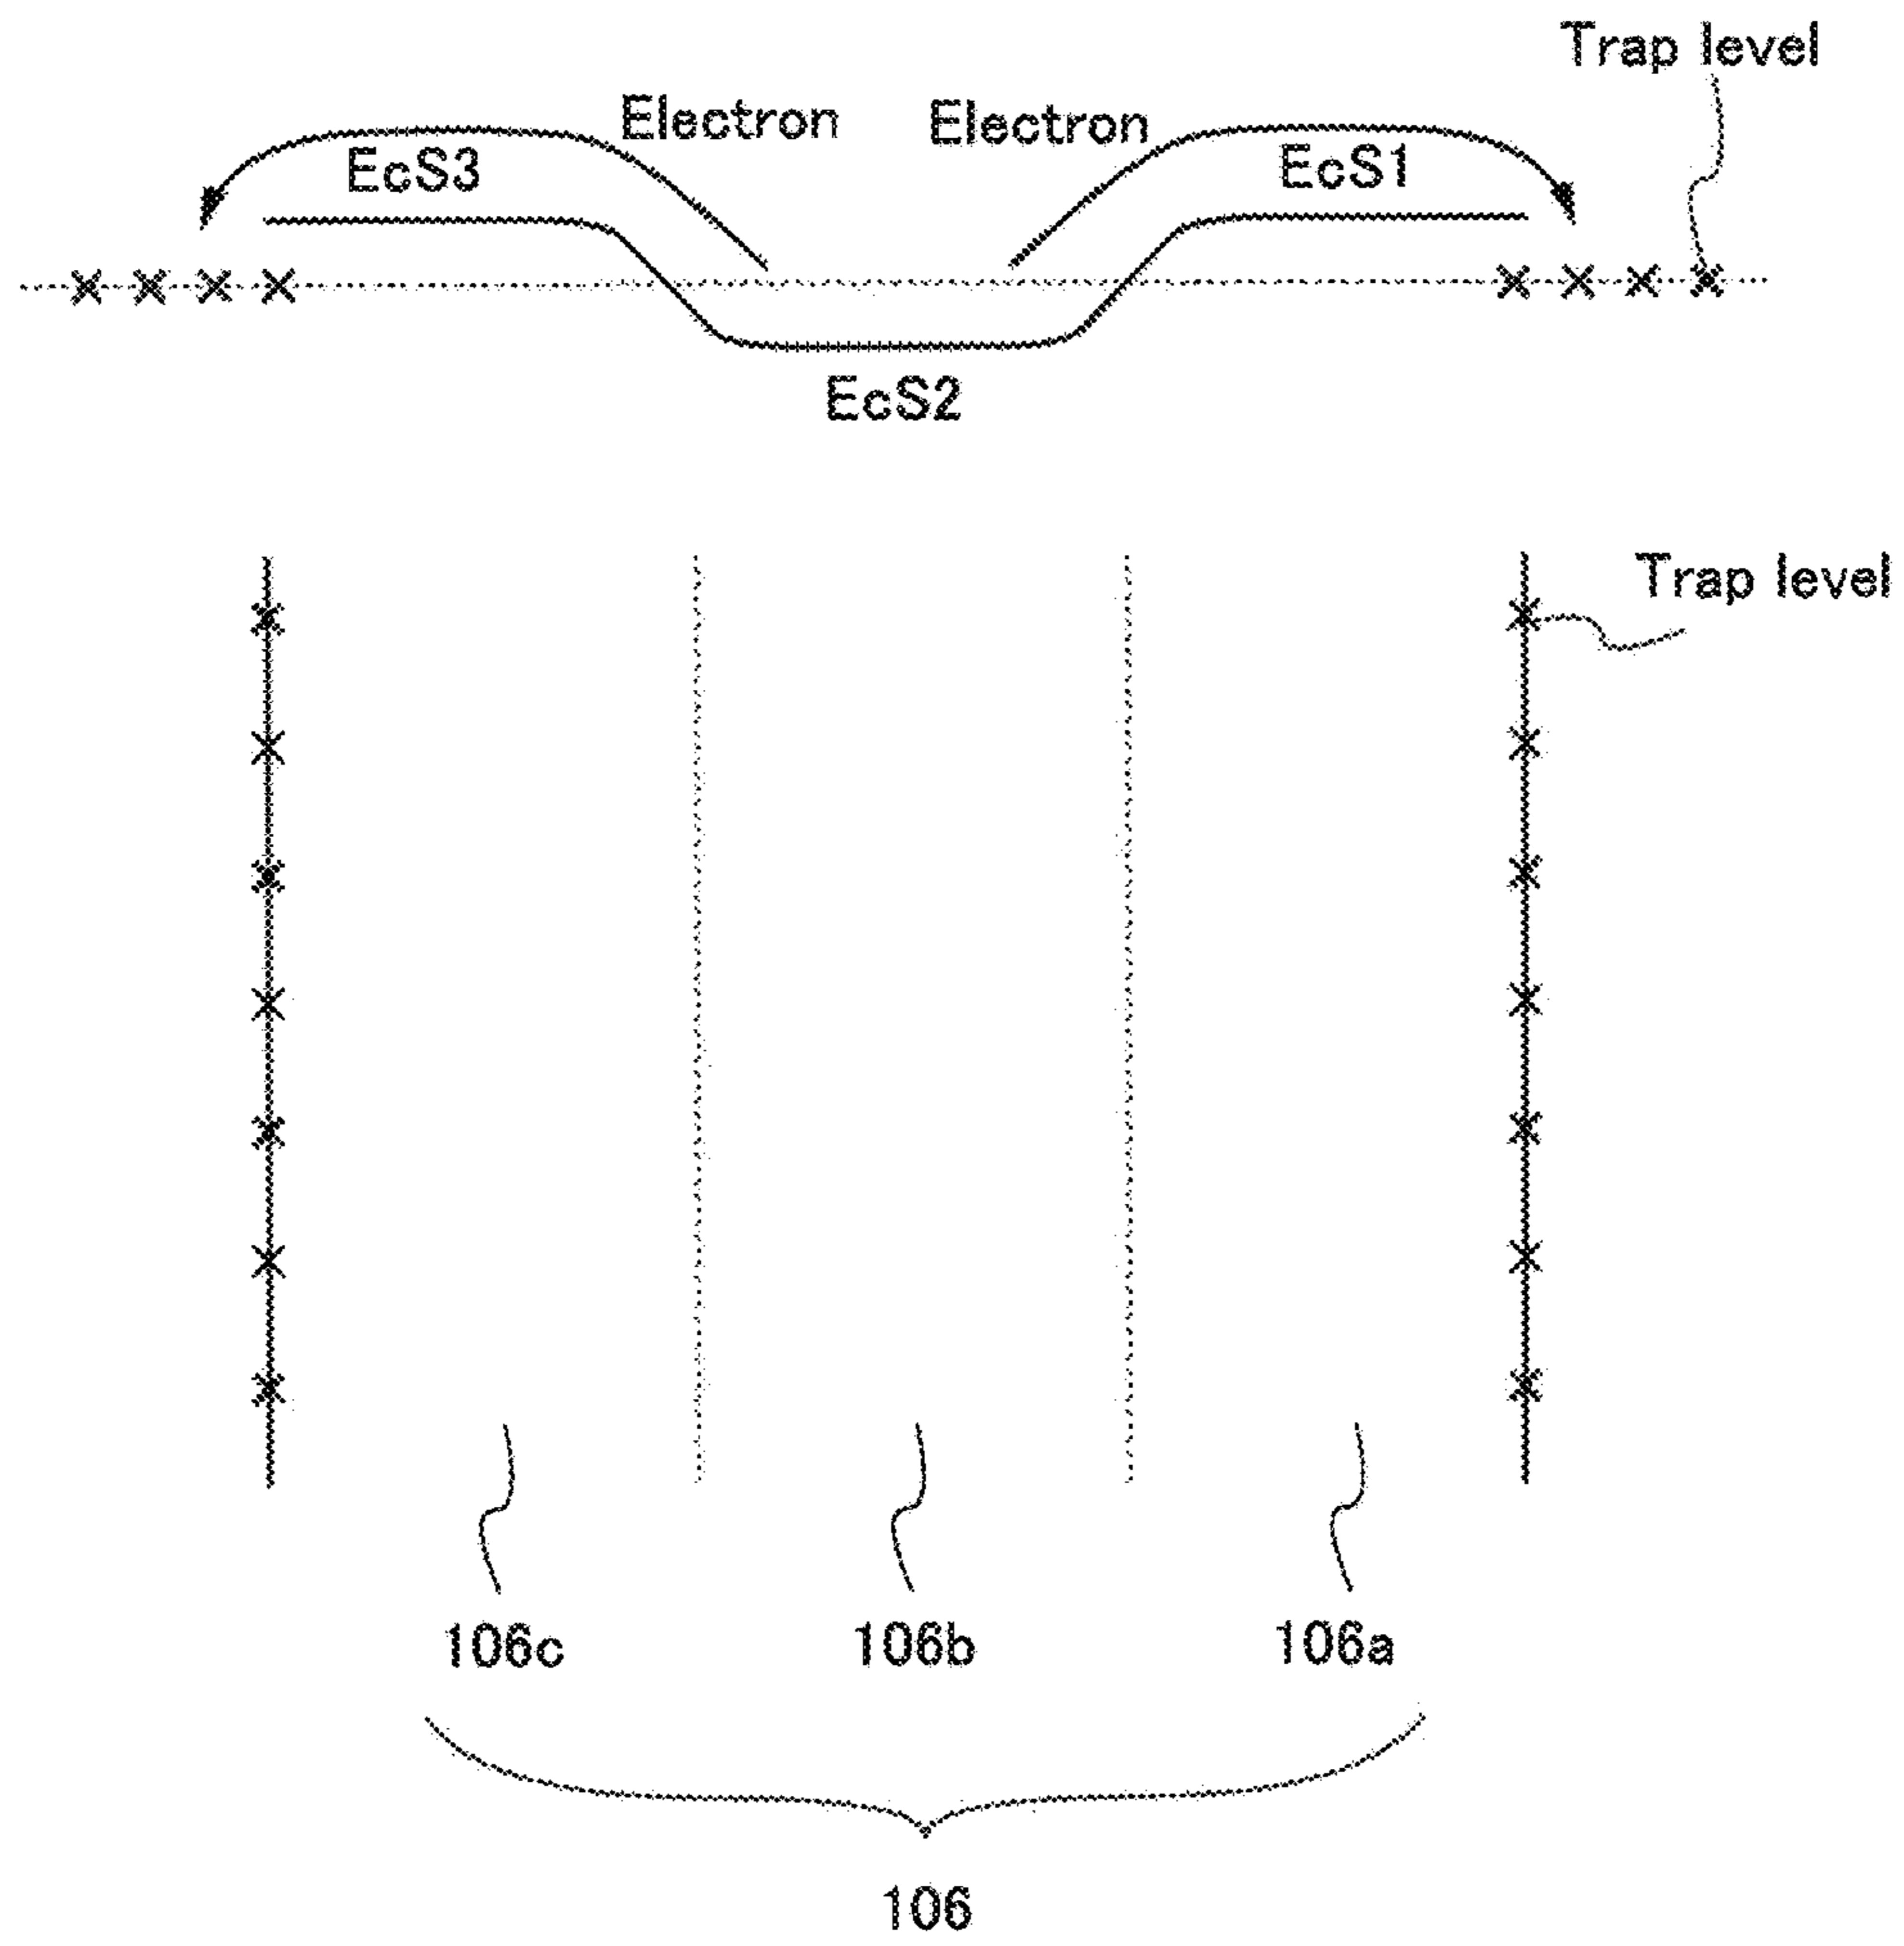 Trap level
Electron Electron
EcS3 EcS1
EcS2
Trap level
106c 106b 106a
106